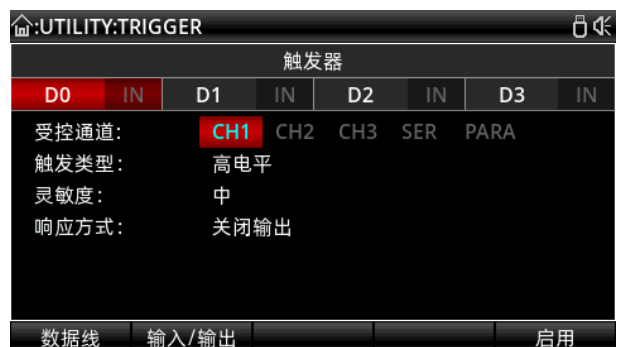 :UTILITY:TRIGGER
触发器
D0 IN D1 IN D2 IN D3 IN
受控通道: CH1 CH2 CH3 SER PARA
触发类型: 高电平
灵敏度: 中
响应方式: 关闭输出
数据线 输入/输出 启用